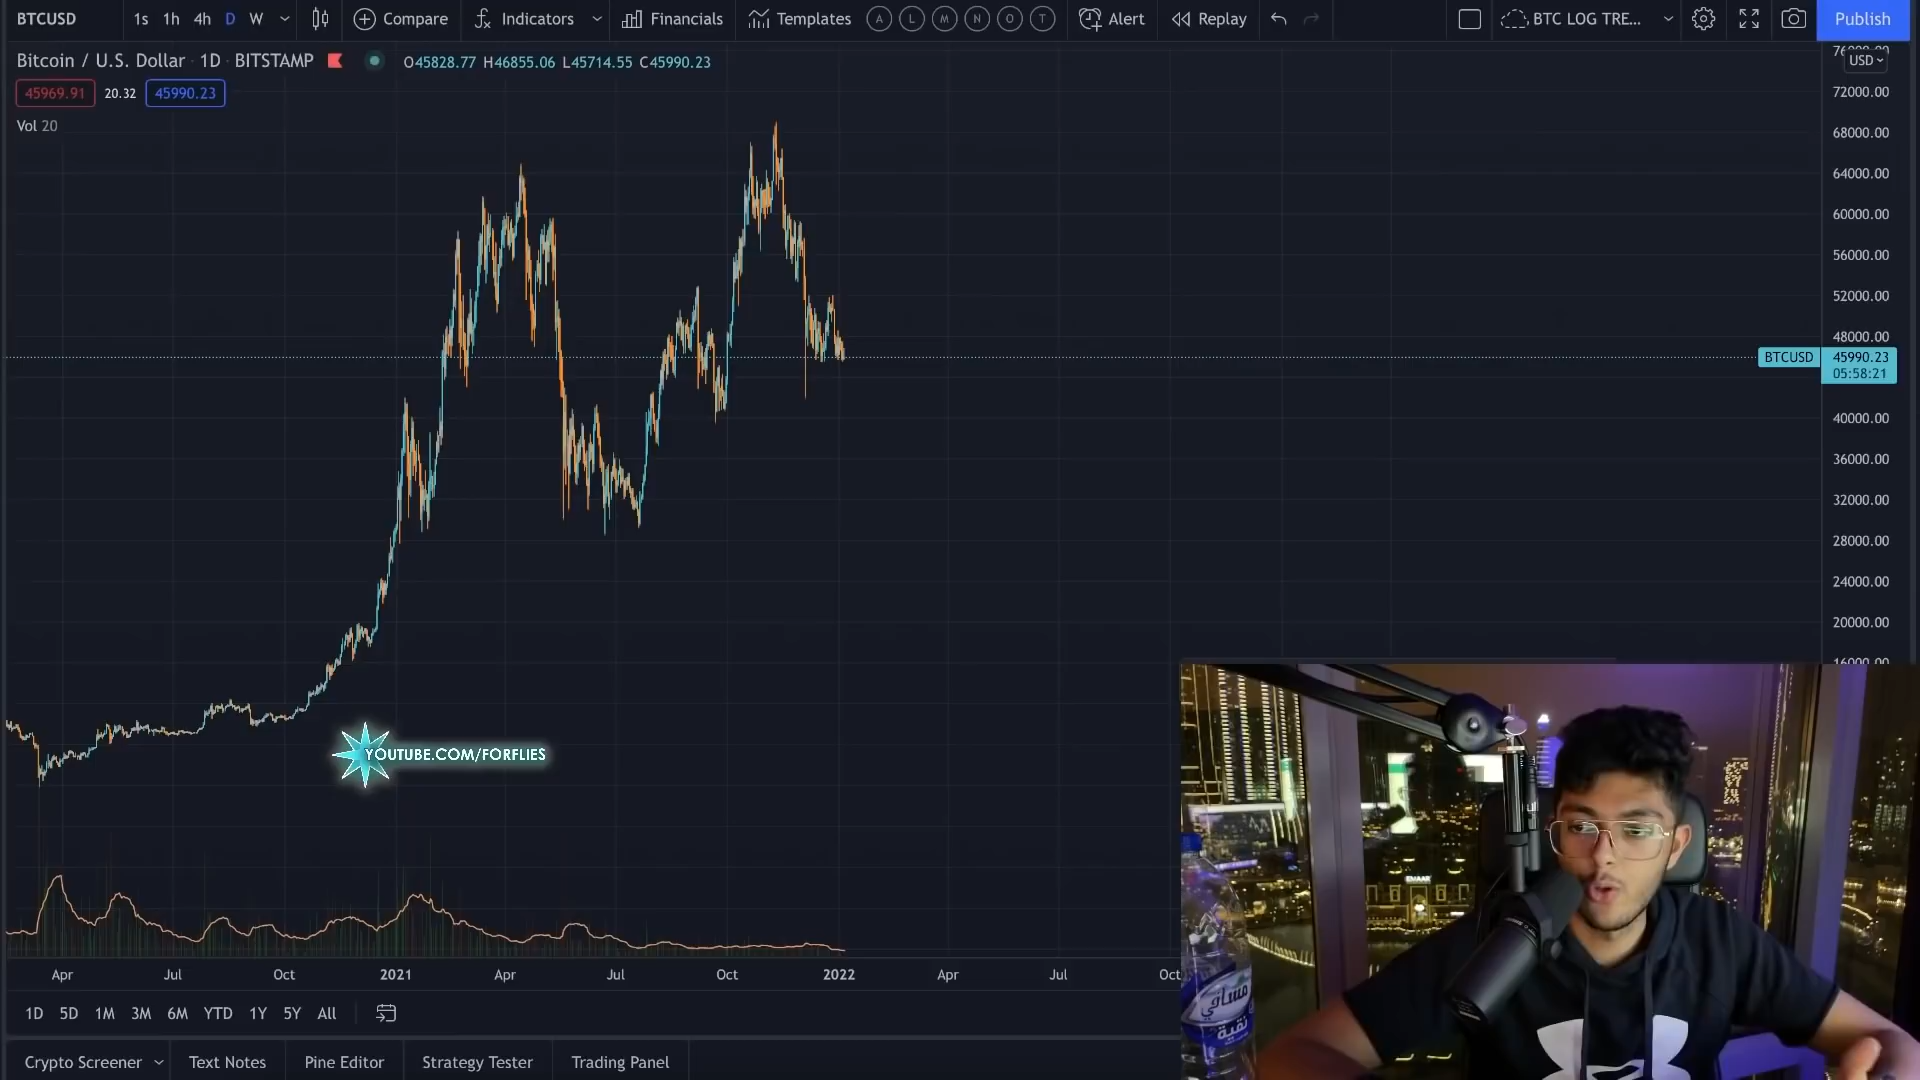 BTCUSD 1s 1h 4h D W Compare Indicators Financials Templates A L M N O T Alert Replay BTC LOG TRE... Publish
Bitcoin / U.S. Dollar · 1D · BITSTAMP O45828.77 H46855.06 L45714.55 C45990.23
45969.91 20.32 45990.23
Vol 20
USD
72000.00
68000.00
64000.00
60000.00
56000.00
52000.00
48000.00
BTCUSD 45990.23
05:58:21
40000.00
36000.00
32000.00
28000.00
24000.00
20000.00
16000.00
YOUTUBE.COM/FORFLIES
EMAAR
مسافي
نقية
Apr Jul Oct 2021 Apr Jul Oct 2022 Apr Jul Oct
1D 5D 1M 3M 6M YTD 1Y 5Y All
Crypto Screener Text Notes Pine Editor Strategy Tester Trading Panel